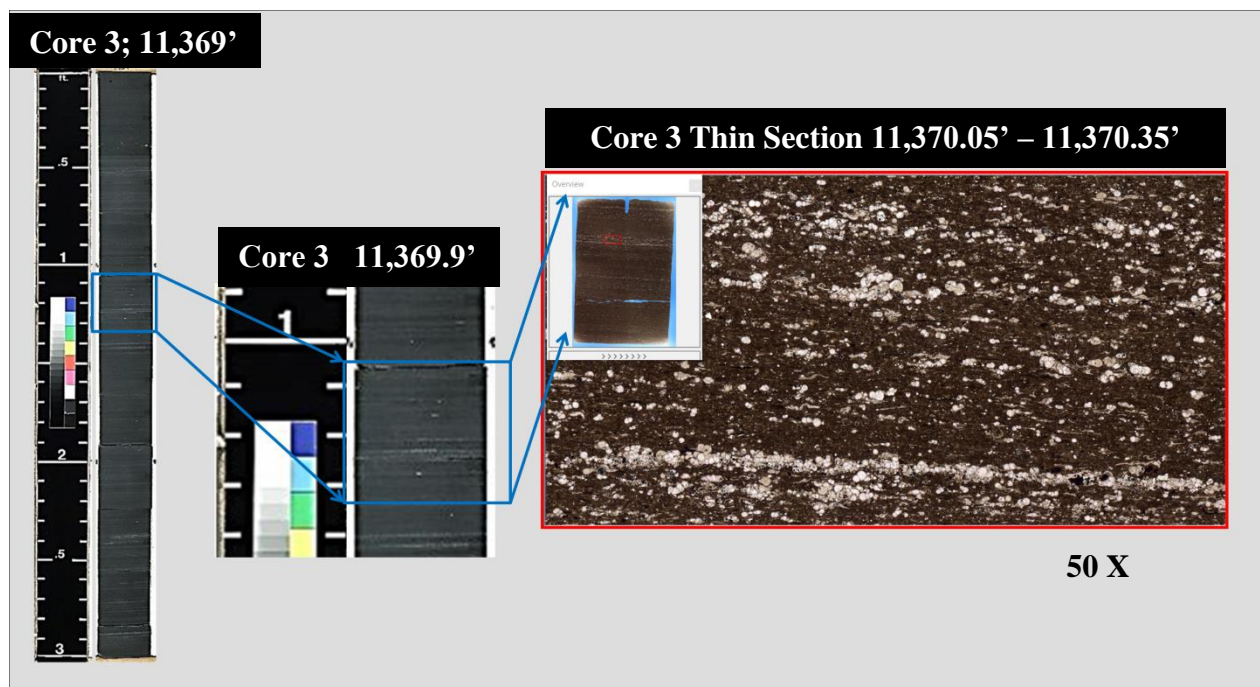 Core 3; 11,369’
ft.
.5
1
2
.5
3
Core 3 11,369.9’
1
Core 3 Thin Section 11,370.05’ – 11,370.35’
Overview
>>>>>>>>
50 X